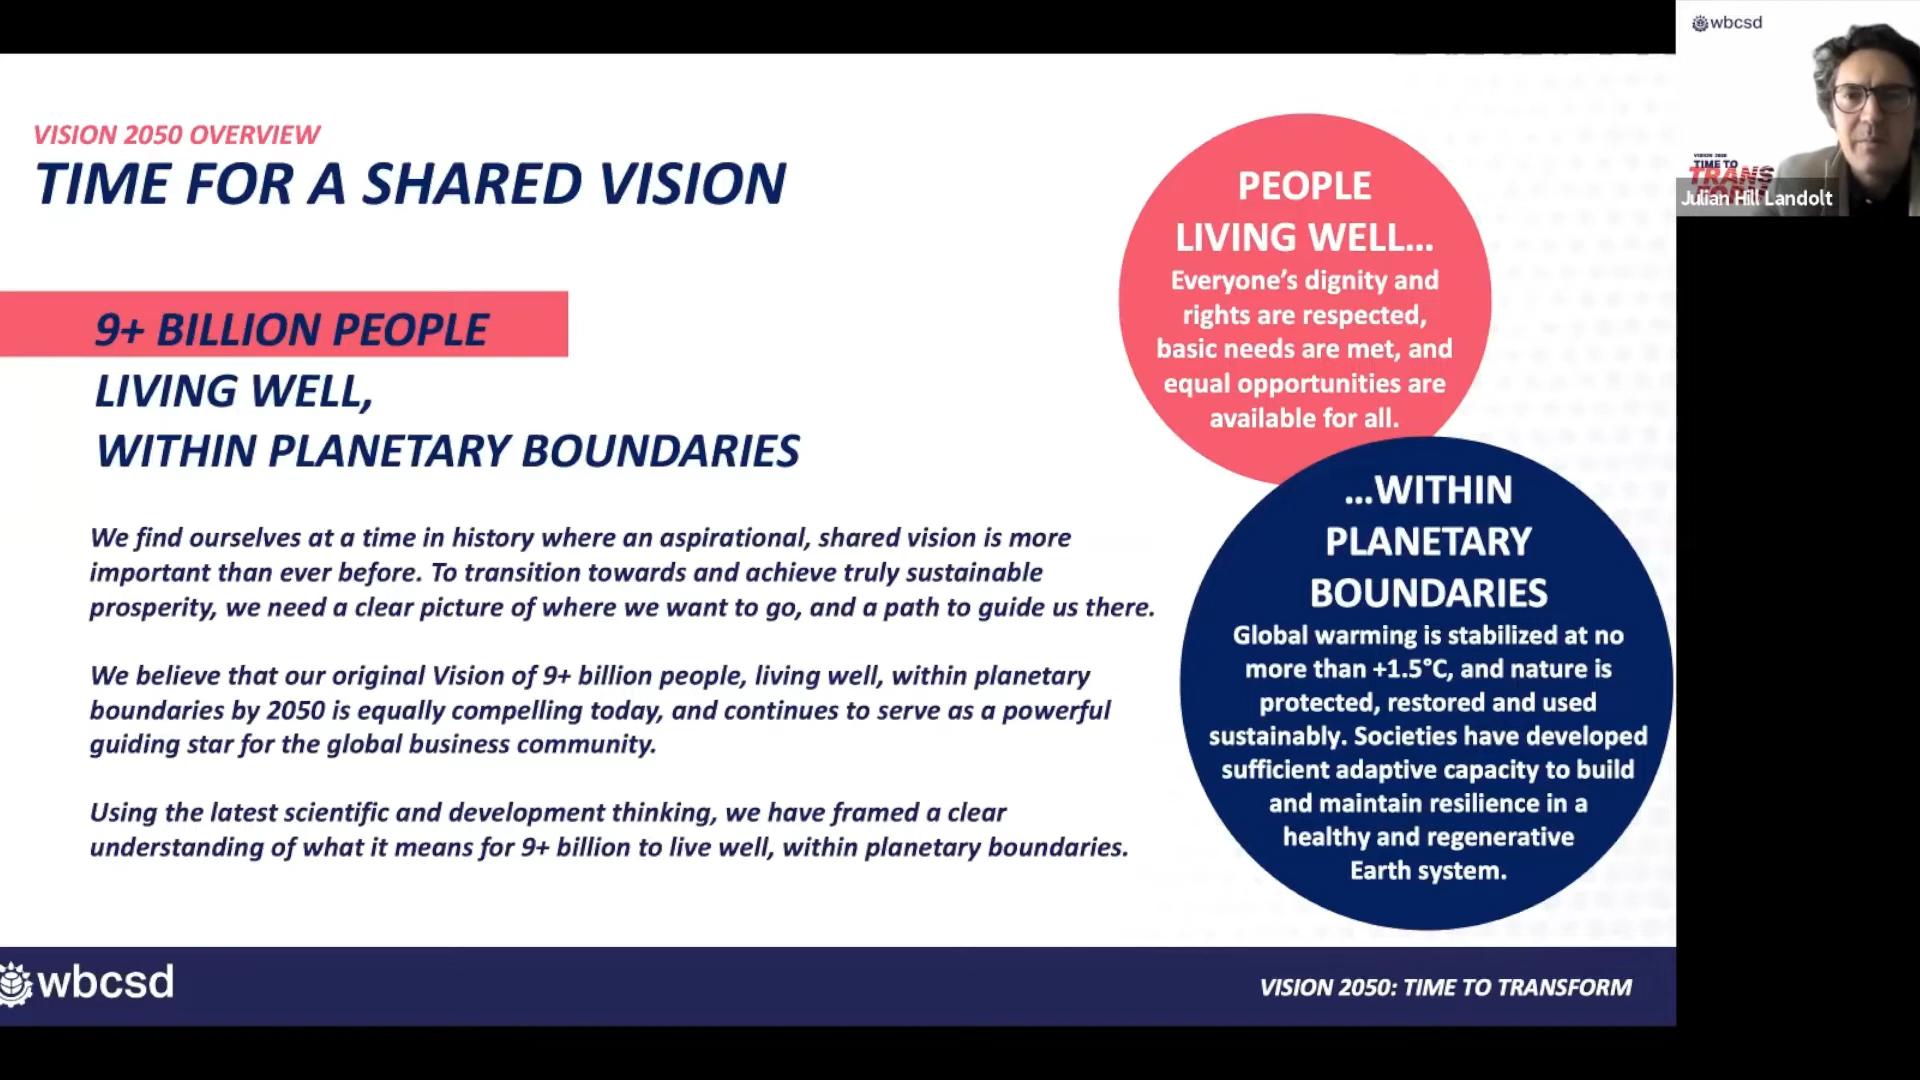 VISION 2050 OVERVIEW
TIME FOR A SHARED VISION
9+ BILLION PEOPLE
LIVING WELL,
WITHIN PLANETARY BOUNDARIES
We find ourselves at a time in history where an aspirational, shared vision is more
important than ever before. To transition towards and achieve truly sustainable
prosperity, we need a clear picture of where we want to go, and a path to guide us there.
We believe that our original Vision of 9+ billion people, living well, within planetary
boundaries by 2050 is equally compelling today, and continues to serve as a powerful
guiding star for the global business community.
Using the latest scientific and development thinking, we have framed a clear
understanding of what it means for 9+ billion to live well, within planetary boundaries.
PEOPLE
LIVING WELL...
Everyone’s dignity and
rights are respected,
basic needs are met, and
equal opportunities are
available for all.
...WITHIN
PLANETARY
BOUNDARIES
Global warming is stabilized at no
more than +1.5°C, and nature is
protected, restored and used
sustainably. Societies have developed
sufficient adaptive capacity to build
and maintain resilience in a
healthy and regenerative
Earth system.
wbcsd
VISION 2050: TIME TO TRANSFORM
wbcsd
VISION 2050
TIME TO
TRANS
Julian Hill Landolt